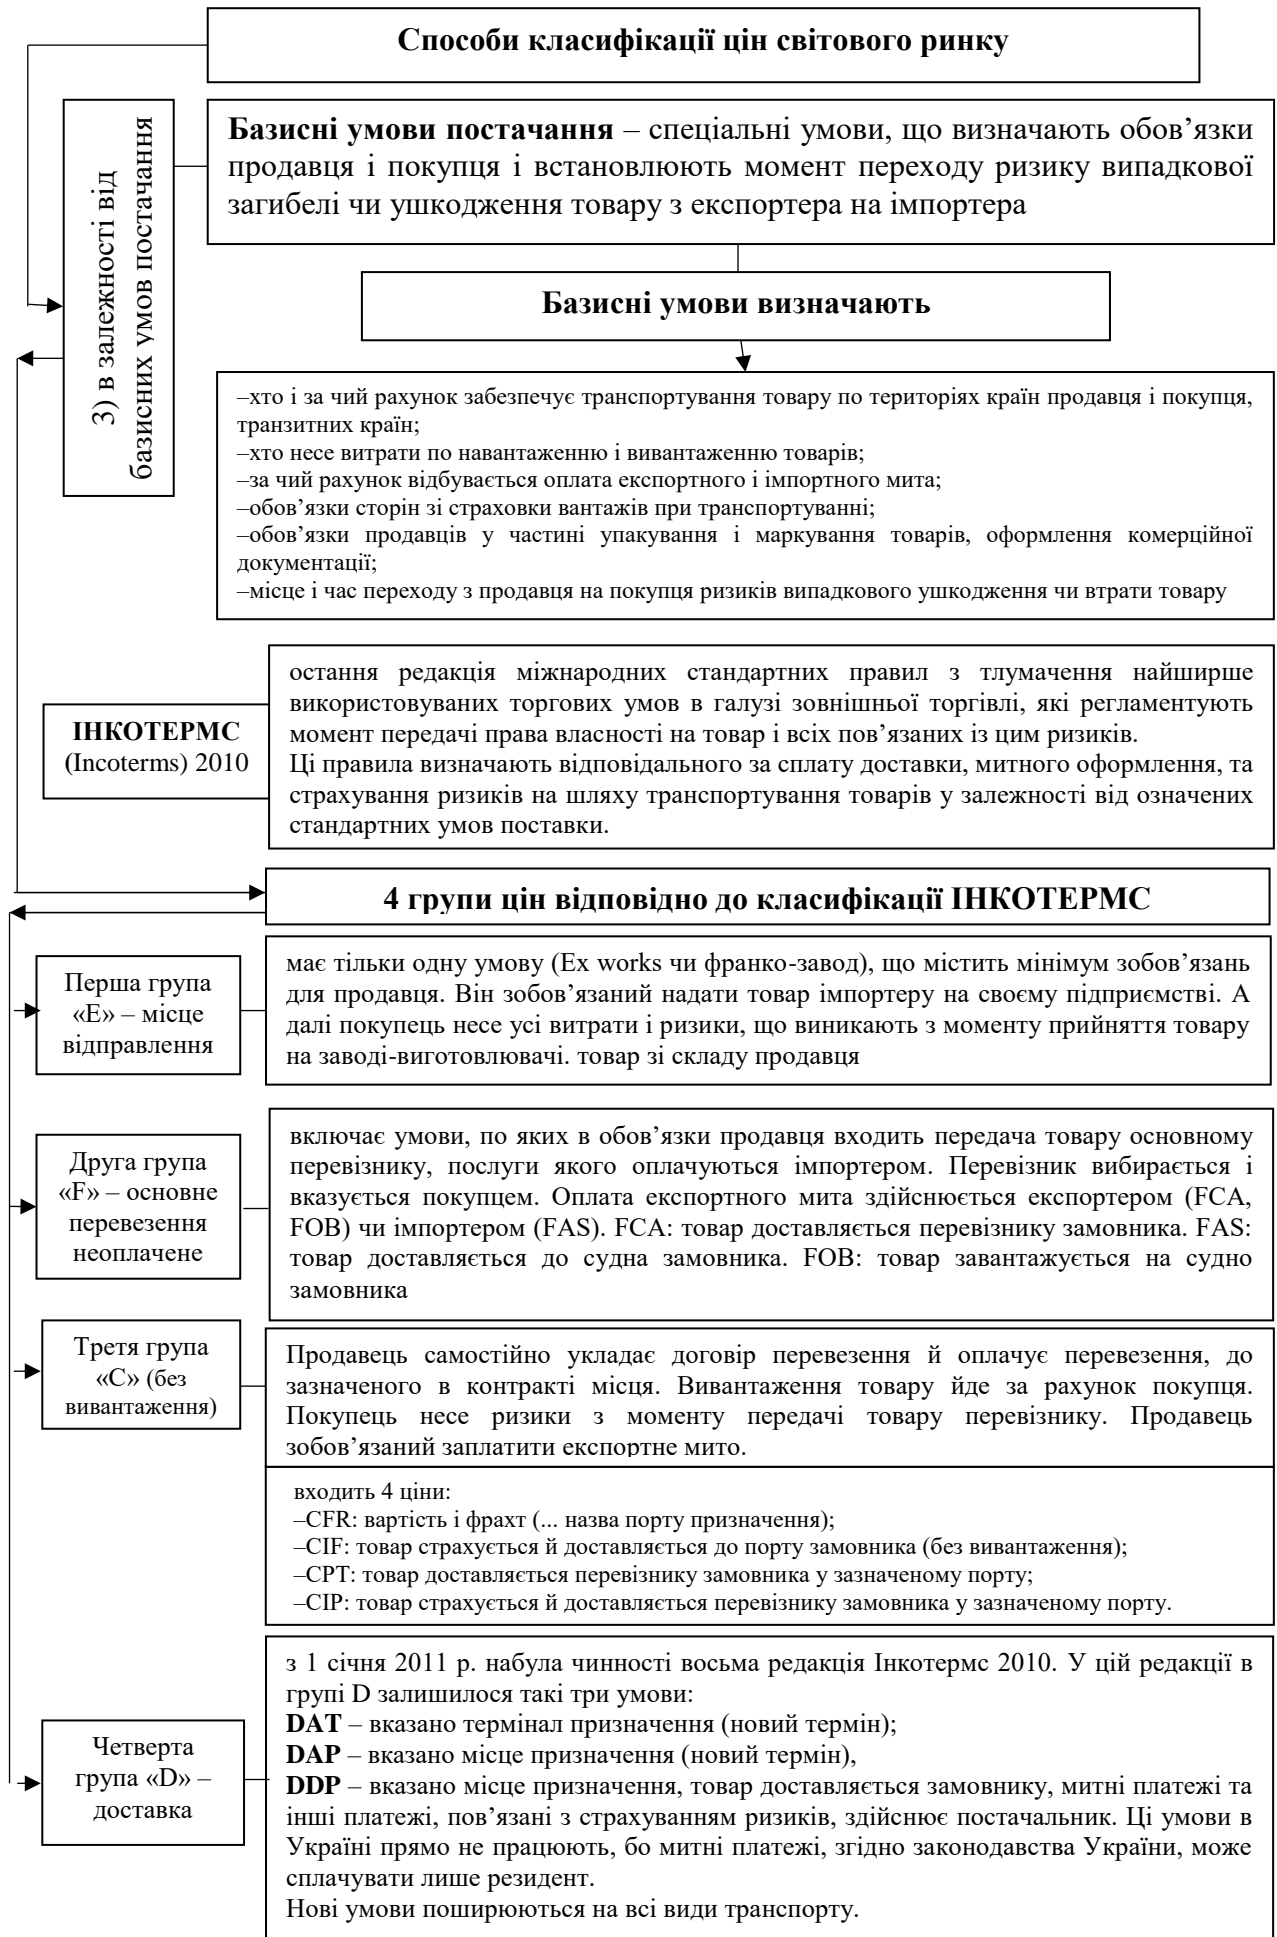 Способи класифікації цін світового ринку
3) в залежності від
базисних умов постачання
Базисні умови постачання – спеціальні умови, що визначають обов’язки
продавця і покупця і встановлюють момент переходу ризику випадкової
загибелі чи ушкодження товару з експортера на імпортера
Базисні умови визначають
–хто і за чий рахунок забезпечує транспортування товару по територіях країн продавця і покупця,
транзитних країн;
–хто несе витрати по навантаженню і вивантаженню товарів;
–за чий рахунок відбувається оплата експортного і імпортного мита;
–обов’язки сторін зі страховки вантажів при транспортуванні;
–обов’язки продавців у частині упакування і маркування товарів, оформлення комерційної
документації;
–місце і час переходу з продавця на покупця ризиків випадкового ушкодження чи втрати товару
ІНКОТЕРМС
(Incoterms) 2010
остання редакція міжнародних стандартних правил з тлумачення найширше
використовуваних торгових умов в галузі зовнішньої торгівлі, які регламентують
момент передачі права власності на товар і всіх пов’язаних із цим ризиків.
Ці правила визначають відповідального за сплату доставки, митного оформлення, та
страхування ризиків на шляху транспортування товарів у залежності від означених
стандартних умов поставки.
4 групи цін відповідно до класифікації ІНКОТЕРМС
Перша група
«Е» – місце
відправлення
має тільки одну умову (Ex works чи франко-завод), що містить мінімум зобов’язань
для продавця. Він зобов’язаний надати товар імпортеру на своєму підприємстві. А
далі покупець несе усі витрати і ризики, що виникають з моменту прийняття товару
на заводі-виготовлювачі. товар зі складу продавця
Друга група
«F» – основне
перевезення
неоплачене
включає умови, по яких в обов’язки продавця входить передача товару основному
перевізнику, послуги якого оплачуються імпортером. Перевізник вибирається і
вказується покупцем. Оплата експортного мита здійснюється експортером (FCA,
FOB) чи імпортером (FAS). FCA: товар доставляється перевізнику замовника. FAS:
товар доставляється до судна замовника. FOB: товар завантажується на судно
замовника
Третя група
«С» (без
вивантаження)
Продавець самостійно укладає договір перевезення й оплачує перевезення, до
зазначеного в контракті місця. Вивантаження товару йде за рахунок покупця.
Покупець несе ризики з моменту передачі товару перевізнику. Продавець
зобов’язаний заплатити експортне мито.
входить 4 ціни:
–CFR: вартість і фрахт (... назва порту призначення);
–CIF: товар страхується й доставляється до порту замовника (без вивантаження);
–CPT: товар доставляється перевізнику замовника у зазначеному порту;
–CIP: товар страхується й доставляється перевізнику замовника у зазначеному порту.
Четверта
група «D» –
доставка
з 1 січня 2011 р. набула чинності восьма редакція Інкотермс 2010. У цій редакції в
групі D залишилося такі три умови:
DAT – вказано термінал призначення (новий термін);
DAP – вказано місце призначення (новий термін),
DDP – вказано місце призначення, товар доставляється замовнику, митні платежі та
інші платежі, пов’язані з страхуванням ризиків, здійснює постачальник. Ці умови в
Україні прямо не працюють, бо митні платежі, згідно законодавства України, може
сплачувати лише резидент.
Нові умови поширюються на всі види транспорту.